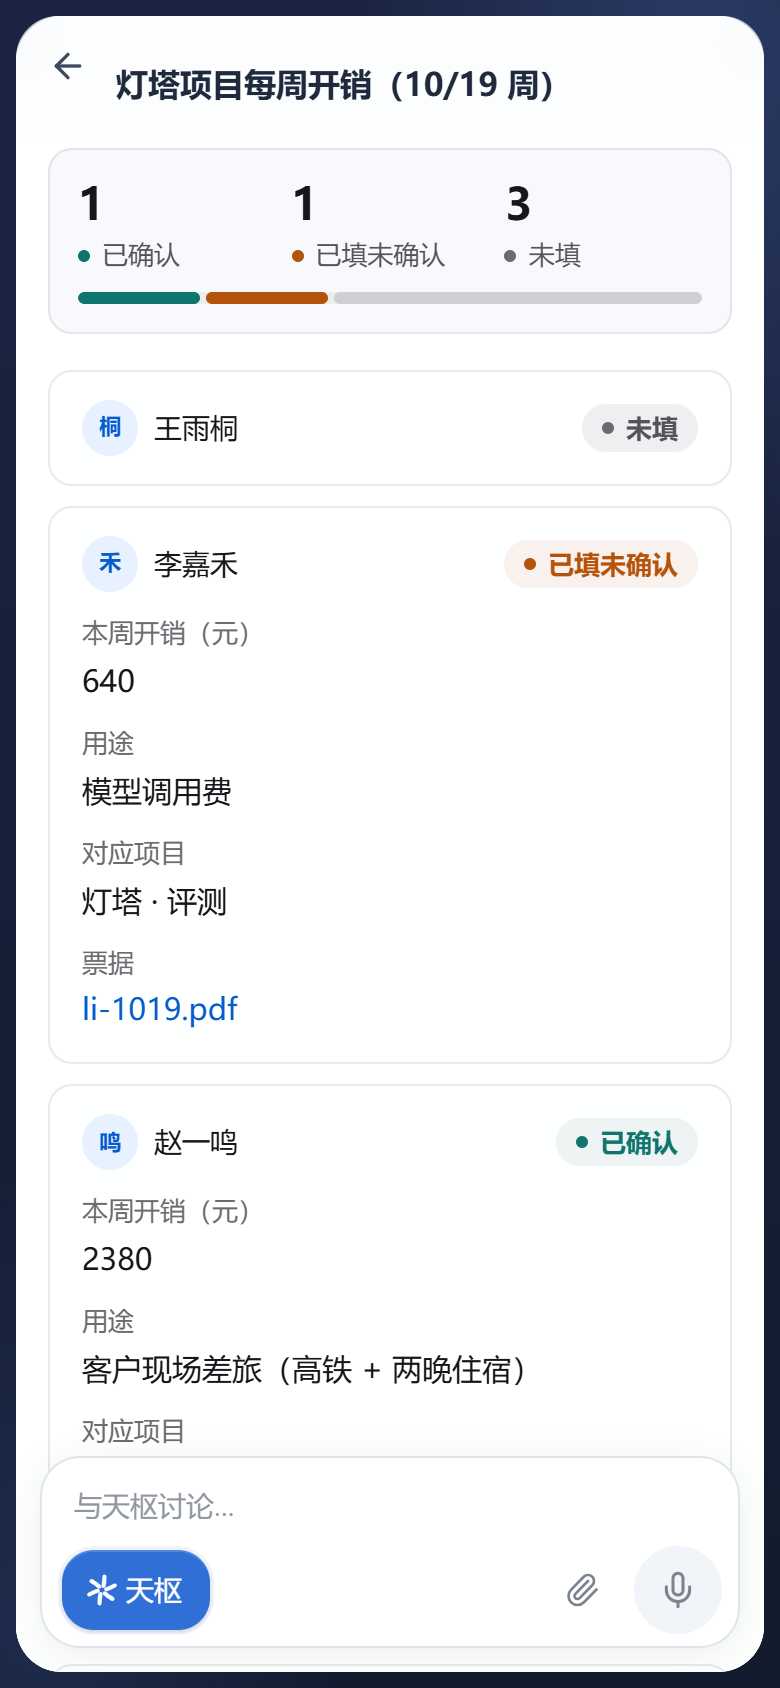 灯塔项目每周开销（10/19 周）
1
1
3
已确认
已填未确认
未填
桐
王雨桐
未填
禾
李嘉禾
已填未确认
本周开销（元）
640
用途
模型调用费
对应项目
灯塔 · 评测
票据
li-1019.pdf
鸣
赵一鸣
已确认
本周开销（元）
2380
用途
客户现场差旅（高铁 + 两晚住宿）
对应项目
与天枢讨论...
天枢